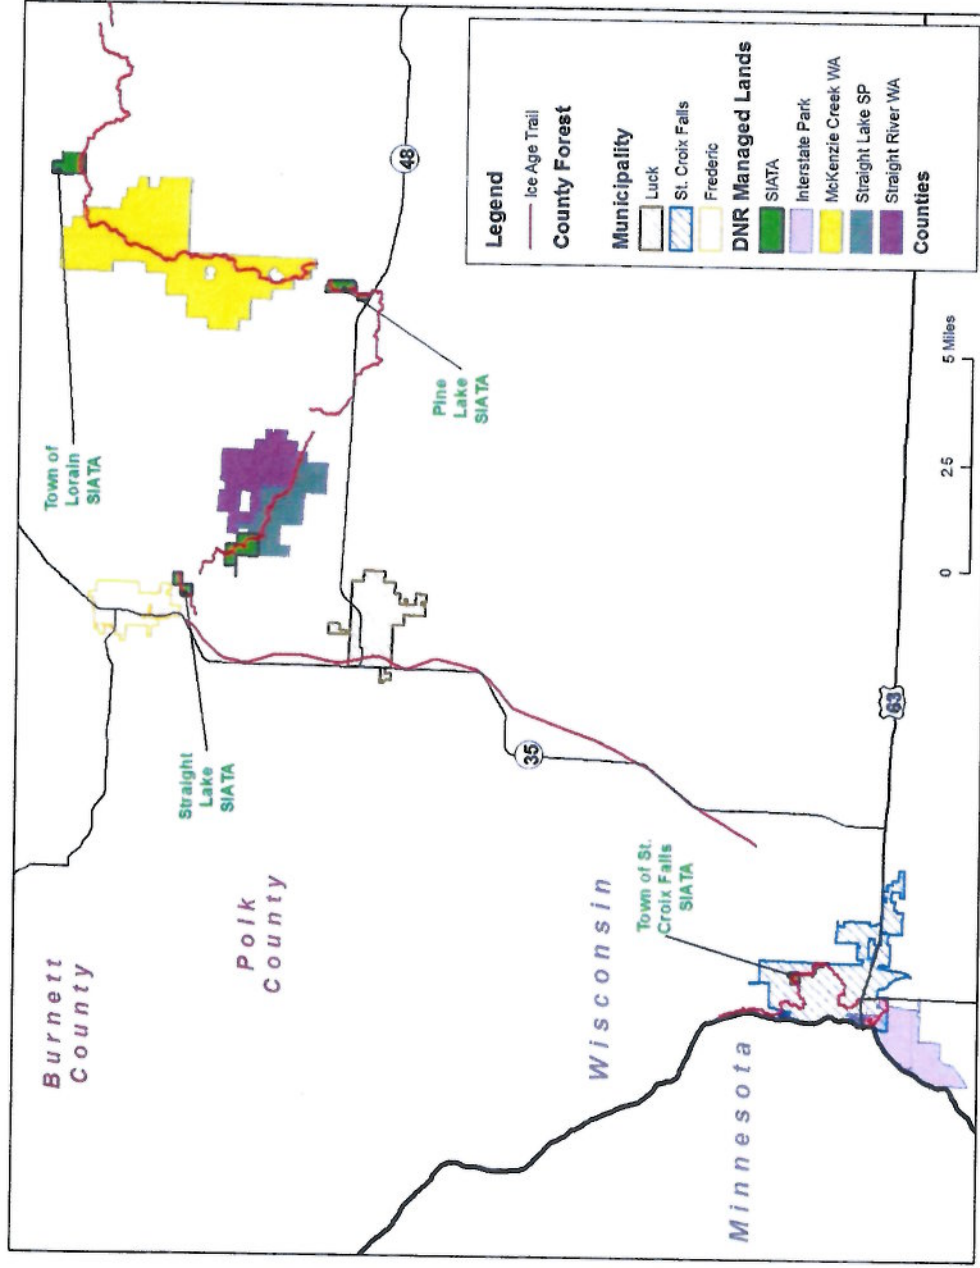 Burnett
County
Polk
County
Wisconsin
Minnesota
Town of
Lorain
SIATA
Straight
Lake
SIATA
Pine
Lake
SIATA
Town of St.
Croix Falls
SIATA
48
35
63
0 2.5 5 Miles
Legend
Ice Age Trail
County Forest
Municipality
Luck
St. Croix Falls
Frederic
DNR Managed Lands
SIATA
Interstate Park
McKenzie Creek WA
Straight Lake SP
Straight River WA
Counties